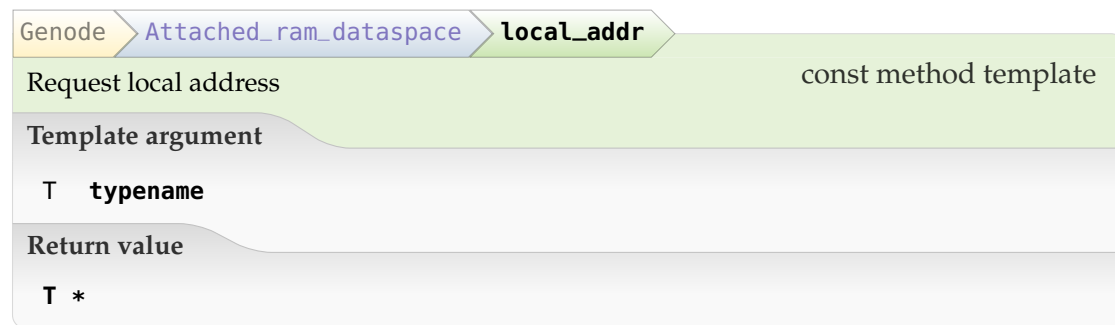 Genode Attached_ram_dataspace local_addr
Request local address const method template
Template argument
T typename
Return value
T *